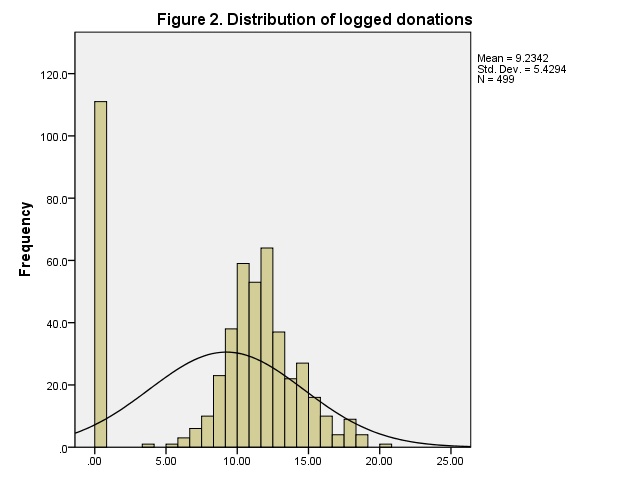 Figure 2. Distribution of logged donations
Mean = 9.2342
Std. Dev. = 5.4294
N = 499
120.0
100.0
80.0
60.0
40.0
20.0
.0
Frequency
.00 5.00 10.00 15.00 20.00 25.00